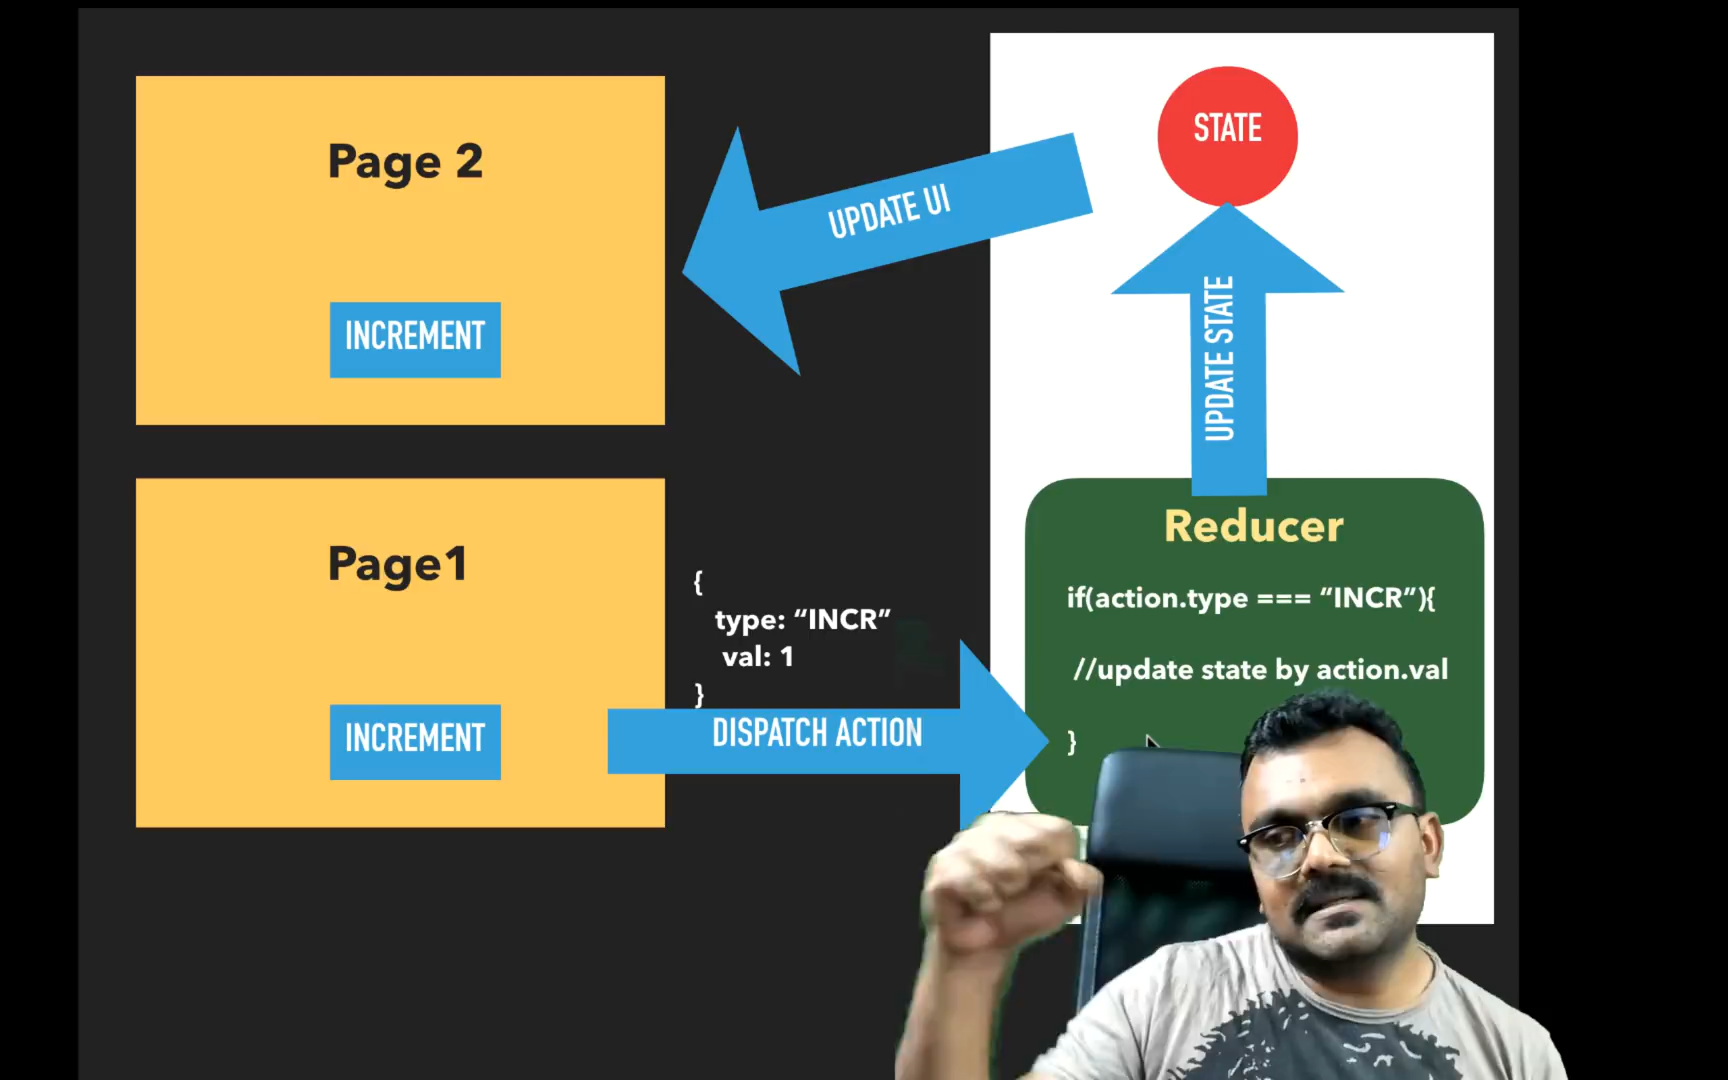 Page 2
INCREMENT
UPDATE UI
STATE
UPDATE STATE
Page1
INCREMENT
{
type: “INCR”
val: 1
}
DISPATCH ACTION
Reducer
if(action.type === “INCR”){
//update state by action.val
}